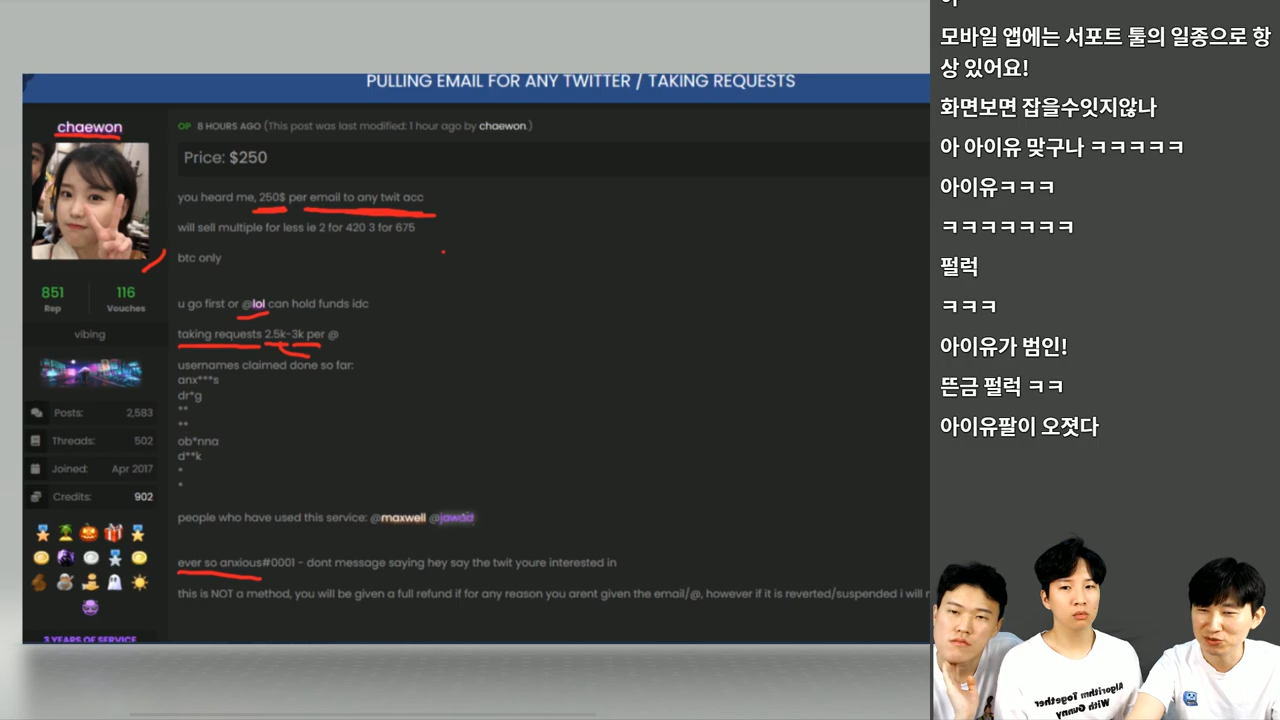 PULLING EMAIL FOR ANY TWITTER / TAKING REQUESTS
chaewon
OP 8 HOURS AGO (This post was last modified: 1 hour ago by chaewon.)
Price: $250
you heard me, 250$ per email to any twit acc
will sell multiple for less ie 2 for 420 3 for 675
btc only
851 Rep
116 Vouches
u go first or @lol can hold funds idc
vibing
taking requests 2.5k-3k per @
usernames claimed done so far:
anx***s
dr*g
**
**
ob*nna
d**k
*
*
Posts: 2,583
Threads: 502
Joined: Apr 2017
Credits: 902
people who have used this service: @maxwell @jawad
ever so anxious#0001 - dont message saying hey say the twit youre interested in
this is NOT a method, you will be given a full refund if for any reason you arent given the email/@, however if it is reverted/suspended i will
3 YEARS OF SERVICE
모바일 앱에는 서포트 툴의 일종으로 항
상 있어요!
화면보면 잡을수잇지않나
아 아이유 맞구나 ㅋㅋㅋㅋㅋ
아이유ㅋㅋㅋ
ㅋㅋㅋㅋㅋㅋㅋ
펄럭
ㅋㅋㅋ
아이유가 범인!
뜬금 펄럭 ㅋㅋ
아이유팔이 오젓다
Algorithm Together
With Gunny